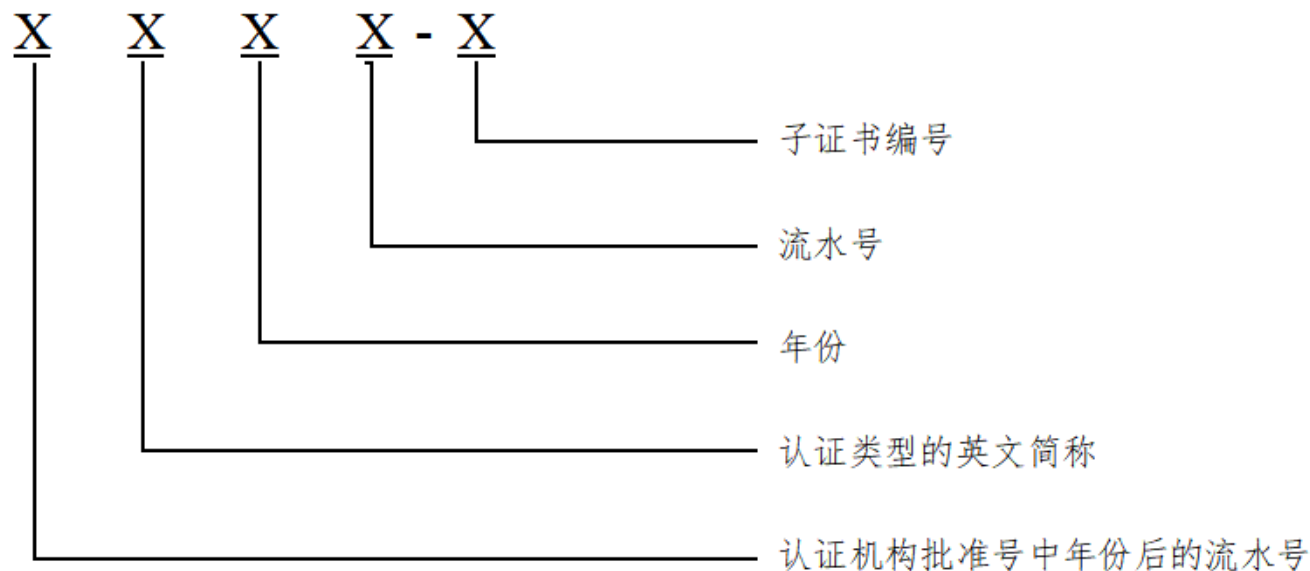 X X X X - X
子证书编号
流水号
年份
认证类型的英文简称
认证机构批准号中年份后的流水号